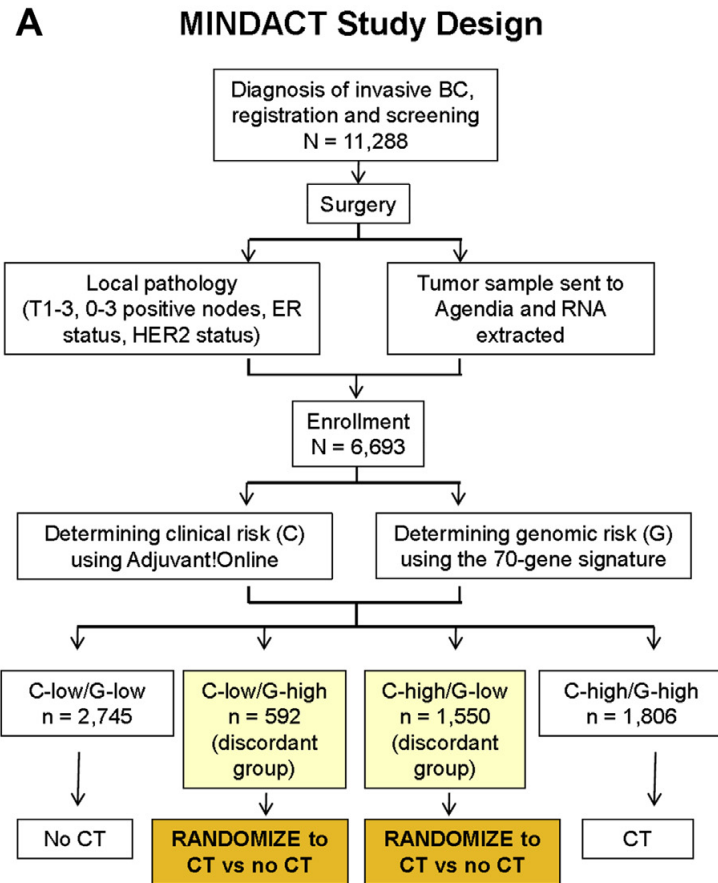 A
MINDACT Study Design
Diagnosis of invasive BC,
registration and screening
N = 11,288
Surgery
Local pathology
(T1-3, 0-3 positive nodes, ER
status, HER2 status)
Tumor sample sent to
Agendia and RNA
extracted
Enrollment
N = 6,693
Determining clinical risk (C)
using Adjuvant!Online
Determining genomic risk (G)
using the 70-gene signature
C-low/G-low
n = 2,745
C-low/G-high
n = 592
(discordant
group)
C-high/G-low
n = 1,550
(discordant
group)
C-high/G-high
n = 1,806
No CT
RANDOMIZE to
CT vs no CT
RANDOMIZE to
CT vs no CT
CT